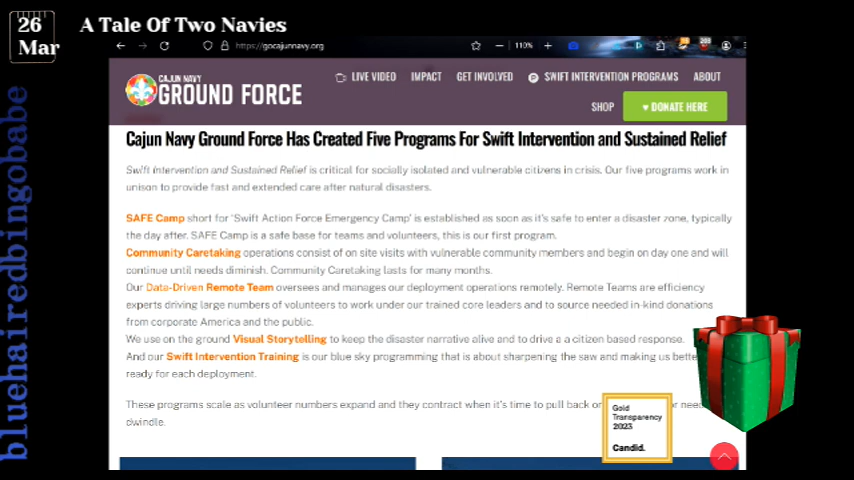 26
Mar
A Tale Of Two Navies
bluehairedbingobabe
https://gocajunnavy.org
110%
CAJUN NAVY
GROUND FORCE
LIVE VIDEO
IMPACT
GET INVOLVED
SWIFT INTERVENTION PROGRAMS
ABOUT
SHOP
DONATE HERE
Cajun Navy Ground Force Has Created Five Programs For Swift Intervention and Sustained Relief
Swift Intervention and Sustained Relief is critical for socially isolated and vulnerable citizens in crisis. Our five programs work in
unison to provide fast and extended care after natural disasters.
SAFE Camp short for 'Swift Action Force Emergency Camp' is established as soon as it's safe to enter a disaster zone, typically
the day after. SAFE Camp is a safe base for teams and volunteers, this is our first program.
Community Caretaking operations consist of on site visits with vulnerable community members and begin on day one and will
continue until needs diminish. Community Caretaking lasts for many months.
Our Data-Driven Remote Team oversees and manages our deployment operations remotely. Remote Teams are efficiency
experts driving large numbers of volunteers to work under our trained core leaders and to source needed in-kind donations
from corporate America and the public.
We use on the ground Visual Storytelling to keep the disaster narrative alive and to drive a a citizen based response.
And our Swift Intervention Training is our blue sky programming that is about sharpening the saw and making us bette
ready for each deployment.
These programs scale as volunteer numbers expand and they contract when it's time to pull back or nee
dwindle.
Gold
Transparency
2023
Candid.